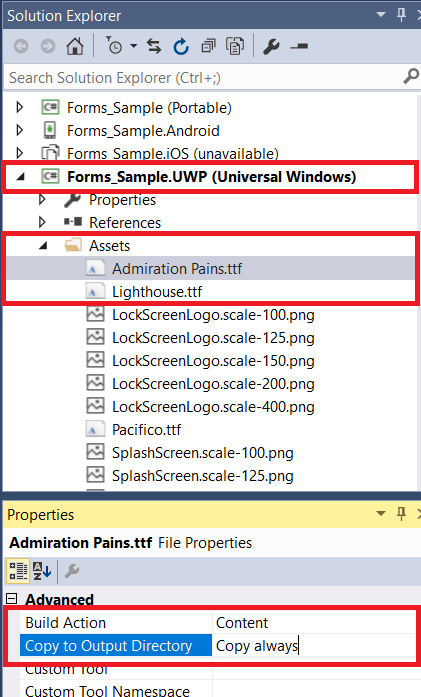 Solution Explorer
Search Solution Explorer (Ctrl+;)
Forms_Sample (Portable)
Forms_Sample.Android
Forms_Sample.iOS (unavailable)
Forms_Sample.UWP (Universal Windows)
Properties
References
Assets
Admiration Pains.ttf
Lighthouse.ttf
LockScreenLogo.scale-100.png
LockScreenLogo.scale-125.png
LockScreenLogo.scale-150.png
LockScreenLogo.scale-200.png
LockScreenLogo.scale-400.png
Pacifico.ttf
SplashScreen.scale-100.png
SplashScreen.scale-125.png
Properties
Admiration Pains.ttf File Properties
Advanced
Build Action Content
Copy to Output Directory Copy always
Custom Tool
Custom Tool Namespace